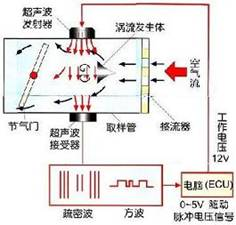 超声波
发射器
涡流发生体
空气流
节气门
超声波
接受器
取样管
整流器
工作电压
12V
疏密波
方波
电脑(ECU)
0~5V 随动
脉冲电压信号